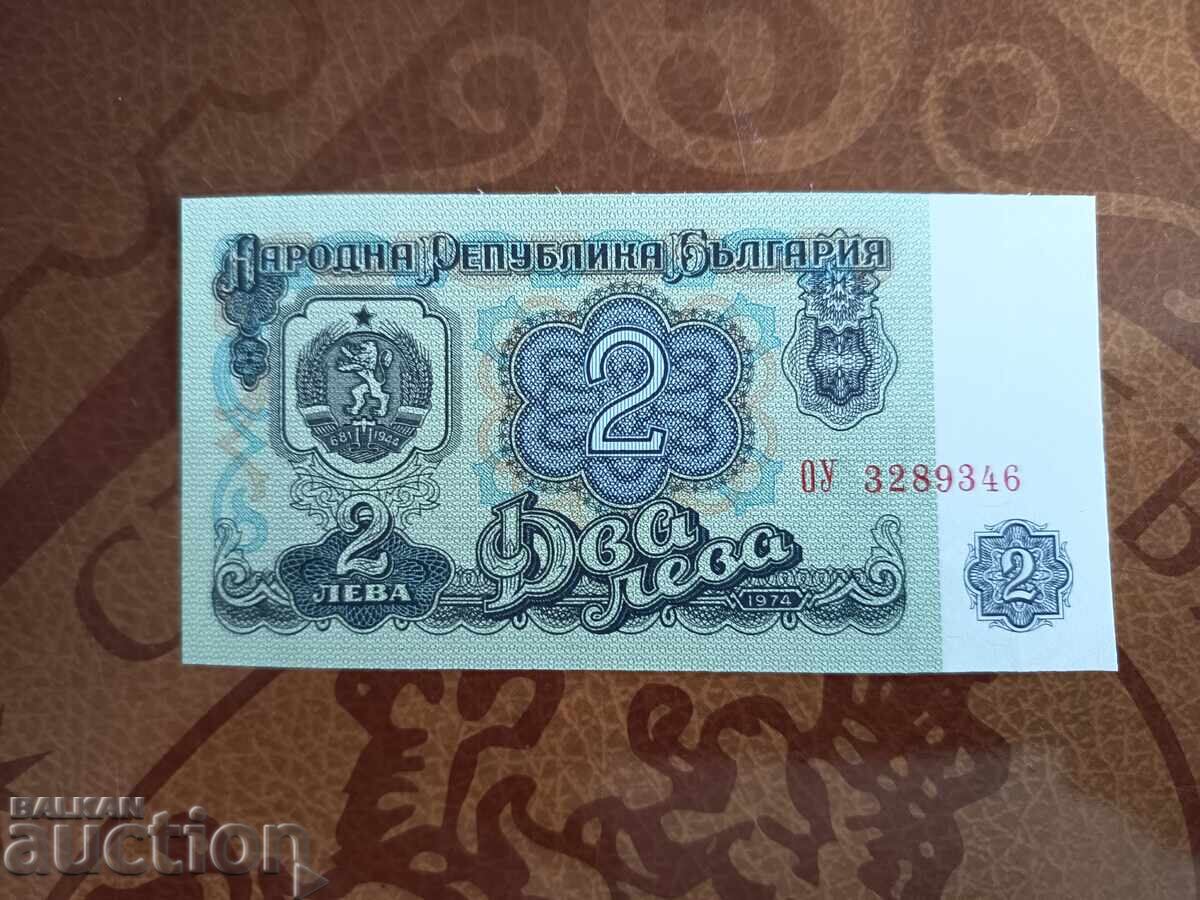 НАРОДНА РЕПУБЛИКА БЪЛГАРИЯ
681 1944
2
ОУ 3289346
2
ЛЕВА
Два
лева
1974
2
BALKAN
auction